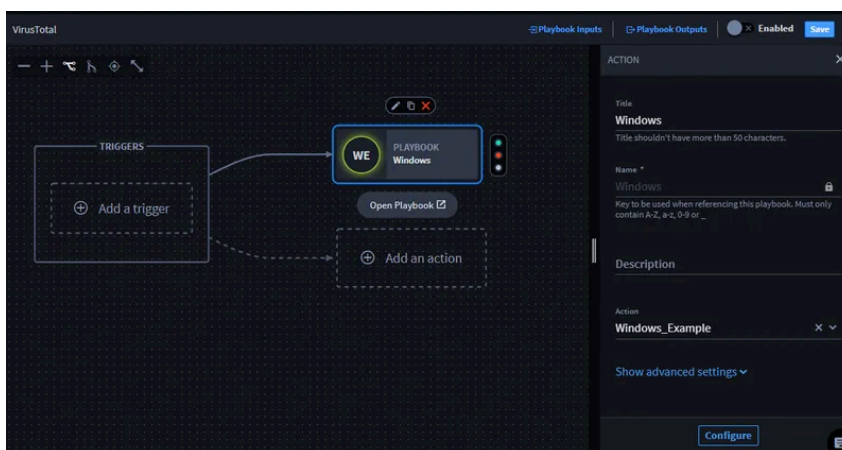 VirusTotal
Playbook Inputs
Playbook Outputs
Enabled
Save
TRIGGERS
Add a trigger
WE
PLAYBOOK
Windows
Open Playbook
Add an action
ACTION
Title
Windows
Title shouldn't have more than 50 characters.
Name *
Windows
Key to be used when referencing this playbook. Must only
contain A-Z, a-z, 0-9 or _
Description
Action
Windows_Example
Show advanced settings
Configure